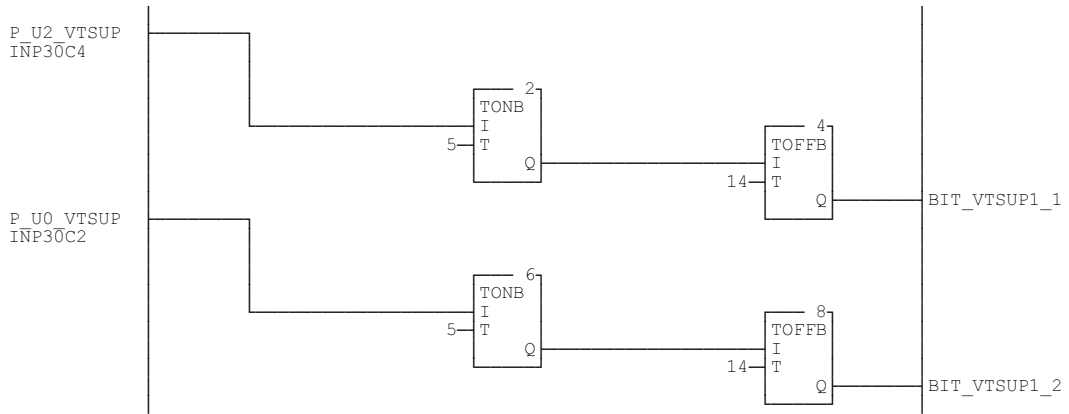 P_U2_VTSUP
INP30C4
2
TONB
I
5 T
Q
4
TOFFB
I
14 T
Q
BIT_VTSUP1_1
P_U0_VTSUP
INP30C2
6
TONB
I
5 T
Q
8
TOFFB
I
14 T
Q
BIT_VTSUP1_2